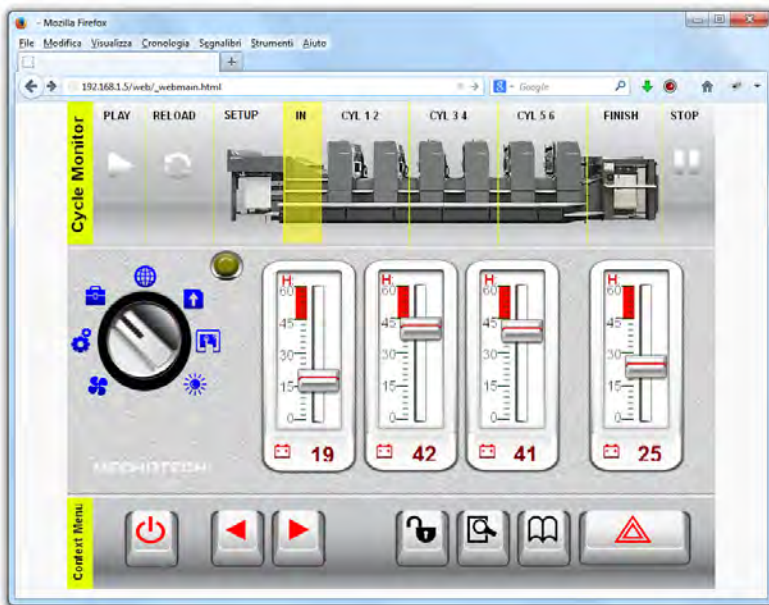 - Mozilla Firefox
File Modifica Visualizza Cronologia Segnalibri Strumenti Aiuto
+
192.168.1.5/web/_webmain.html
8 - Google
Cycle Monitor
PLAY RELOAD SETUP IN CYL 1 2 CYL 3 4 CYL 5 6 FINISH STOP
H H H H
60 60 60 60
45 45 45 45
30 30 30 30
15 15 15 15
0 0 0 0
19 42 41 25
Context Menu